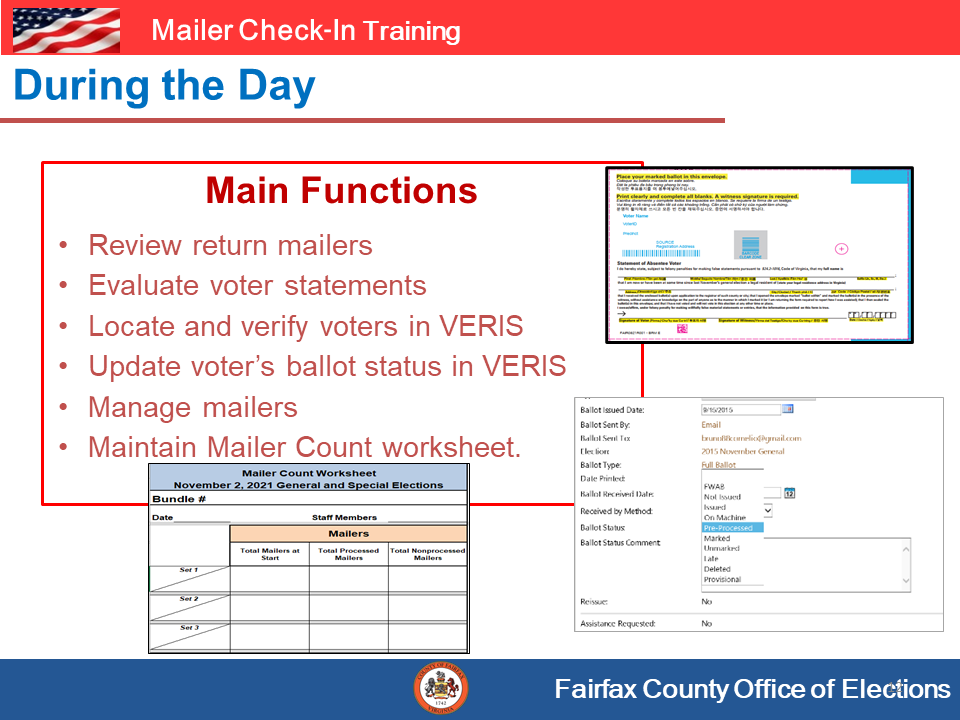 Mailer Check-In Training
During the Day
Main Functions
• Review return mailers
• Evaluate voter statements
• Locate and verify voters in VERIS
• Update voter’s ballot status in VERIS
• Manage mailers
• Maintain Mailer Count worksheet.
Place your marked ballot in this envelope.
Print clearly and complete all blanks. A witness signature is required.
Voter Name
VoterID
Precinct
Registration Address
Statement of Absentee Voter
Ballot Issued Date: 9/15/2015
Ballot Sent By: Email
Ballot Sent To:
Election: 2015 November General
Ballot Type: Full Ballot
Date Printed:
FWAB
Ballot Received Date: Not Issued 12
Issued
Received by Method: On Machine
Ballot Status: Pre-Processed
Marked
Ballot Status Comment: Unmarked
Late
Deleted
Provisional
Reissue: No
Assistance Requested: No
Mailer Count Worksheet
November 2, 2021 General and Special Elections
Bundle #
Date Staff Members
Mailers
Total Mailers at Start Total Processed Mailers Total Nonprocessed Mailers
Set 1
Set 2
Set 3
COUNTY OF FAIRFAX
VIRGINIA
1742
Fairfax County Office of Elections